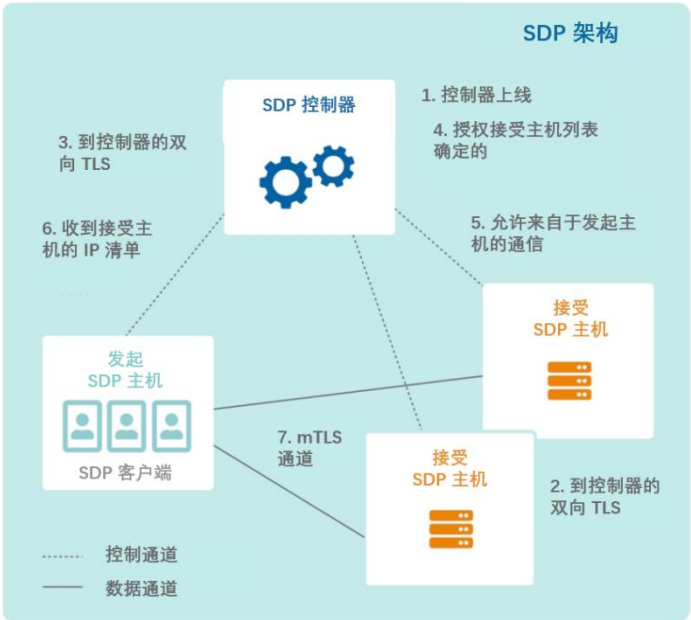 SDP 架构
SDP 控制器
1. 控制器上线
4. 授权接受主机列表
确定的
3. 到控制器的双
向 TLS
6. 收到接受主
机的 IP 清单
5. 允许来自于发起主
机的通信
接受
SDP 主机
发起
SDP 主机
SDP 客户端
7. mTLS
通道
接受
SDP 主机
2. 到控制器的
双向 TLS
控制通道
数据通道